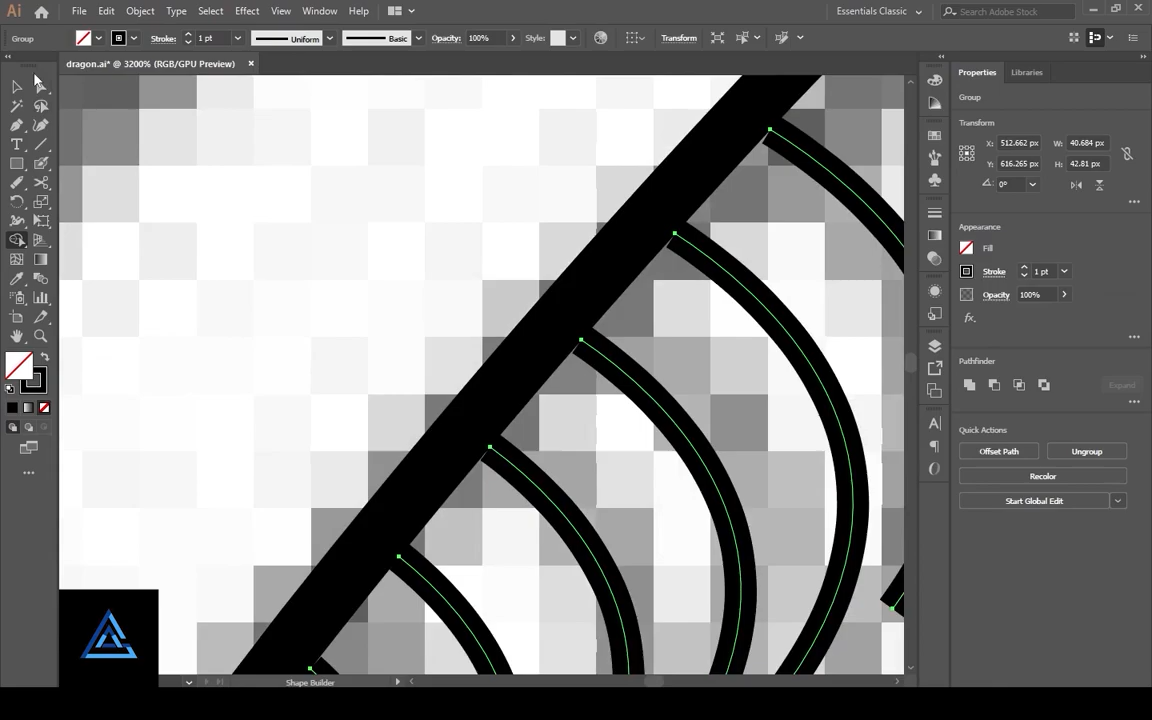 Ai File Edit Object Type Select Effect View Window Help Essentials Classic Search Adobe Stock
Group Stroke: 1 pt Uniform Basic Opacity: 100% Style: Transform
dragon.ai* @ 3200% (RGB/GPU Preview) ×
Properties Libraries
Group
Transform
X: 512.662 px W: 40.684 px
Y: 616.265 px H: 42.81 px
0°
Appearance
Fill
Stroke 1 pt
Opacity 100%
fx.
Pathfinder
Expand
Quick Actions
Offset Path Ungroup
Recolor
Start Global Edit
Shape Builder